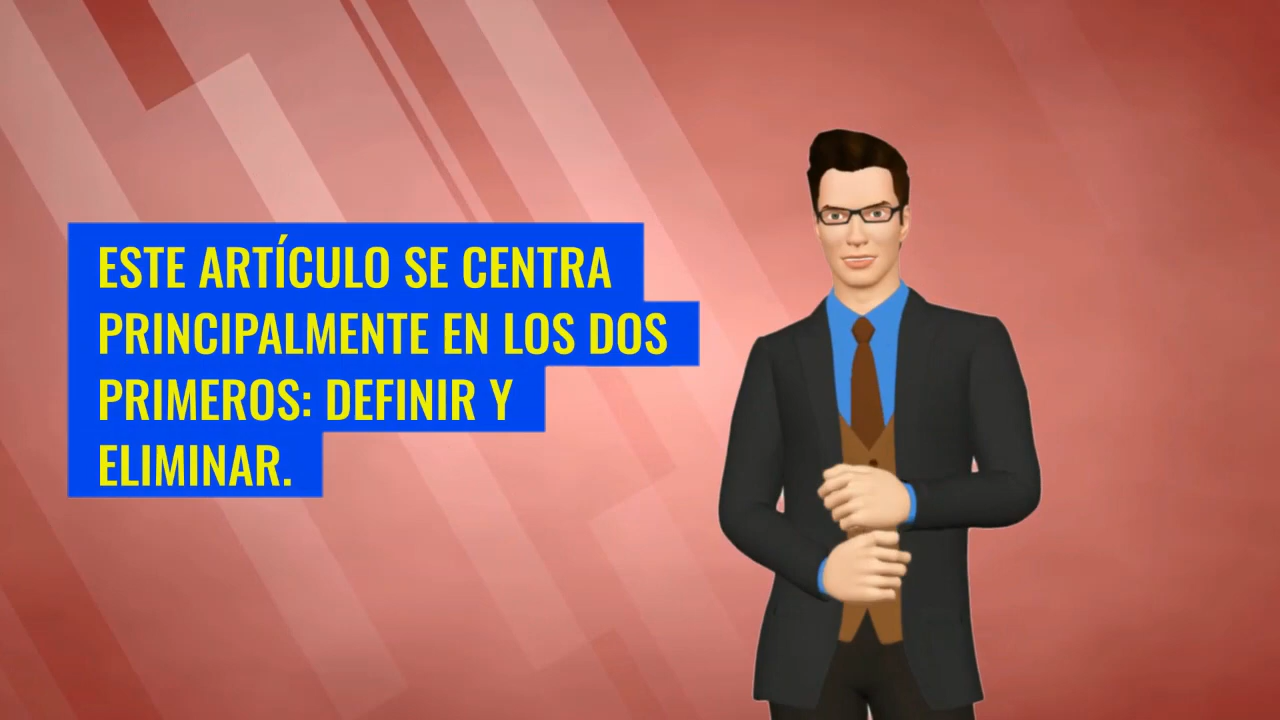 ESTE ARTÍCULO SE CENTRA
PRINCIPALMENTE EN LOS DOS
PRIMEROS: DEFINIR Y
ELIMINAR.